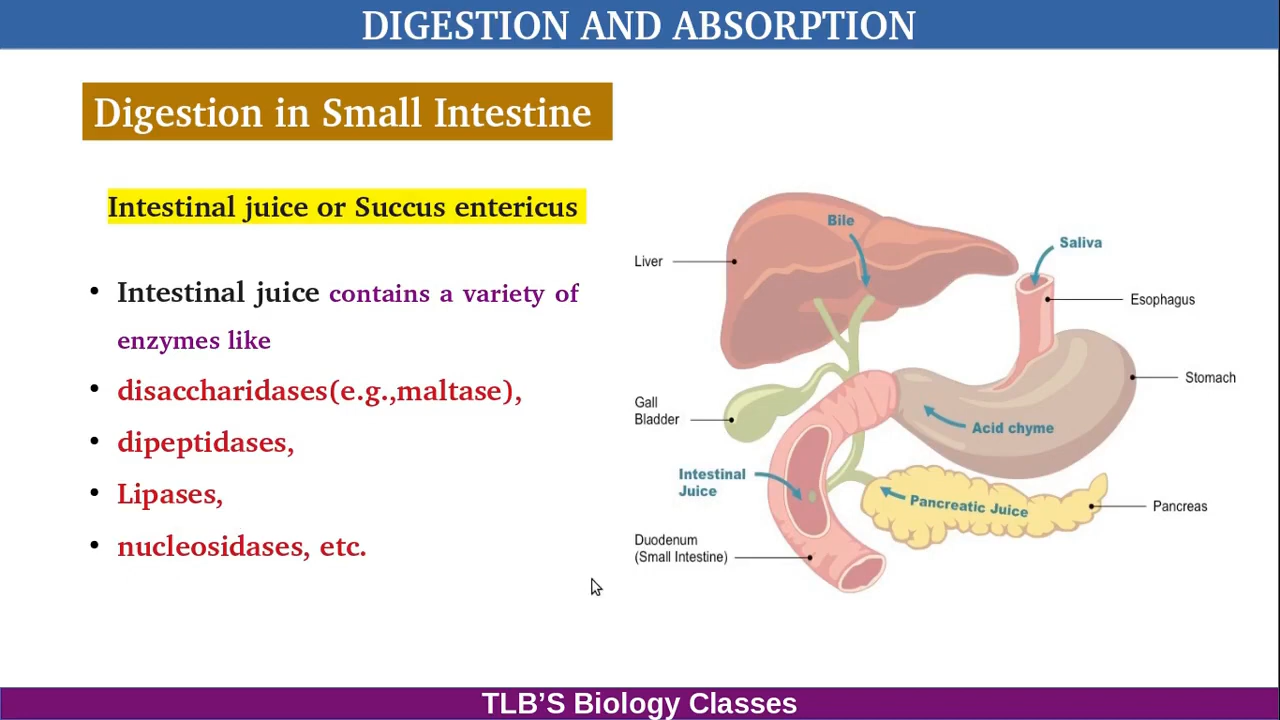 DIGESTION AND ABSORPTION
Digestion in Small Intestine
Intestinal juice or Succus entericus
• Intestinal juice contains a variety of
enzymes like
• disaccharidases(e.g.,maltase),
• dipeptidases,
• Lipases,
• nucleosidases, etc.
Bile
Saliva
Liver
Esophagus
Stomach
Gall
Bladder
Acid chyme
Intestinal
Juice
Pancreatic Juice
Pancreas
Duodenum
(Small Intestine)
TLB’S Biology Classes